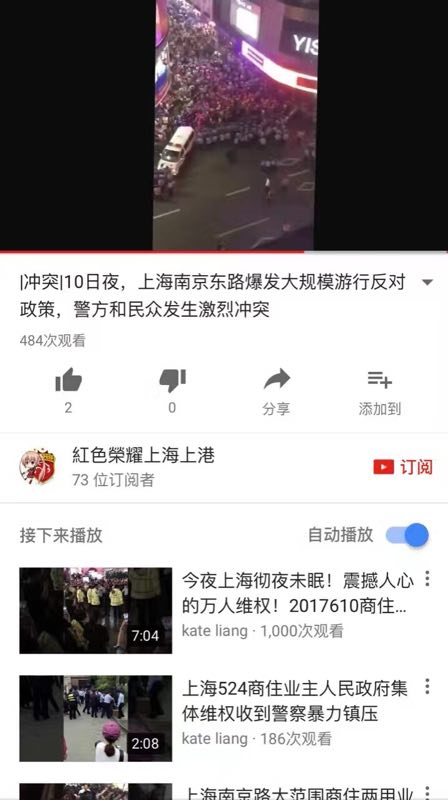 YIS
|冲突|10日夜，上海南京东路爆发大规模游行反对
政策，警方和民众发生激烈冲突
484次观看
2
0
分享
添加到
紅色榮耀上海上港
73 位订阅者
订阅
接下来播放
自动播放
今夜上海彻夜未眠！震撼人心
的万人维权！2017610商住...
kate liang · 1,000次观看
7:04
上海524商住业主人民政府集
体维权收到警察暴力镇压
kate liang · 186次观看
2:08
上海南京路大范围商住两用业